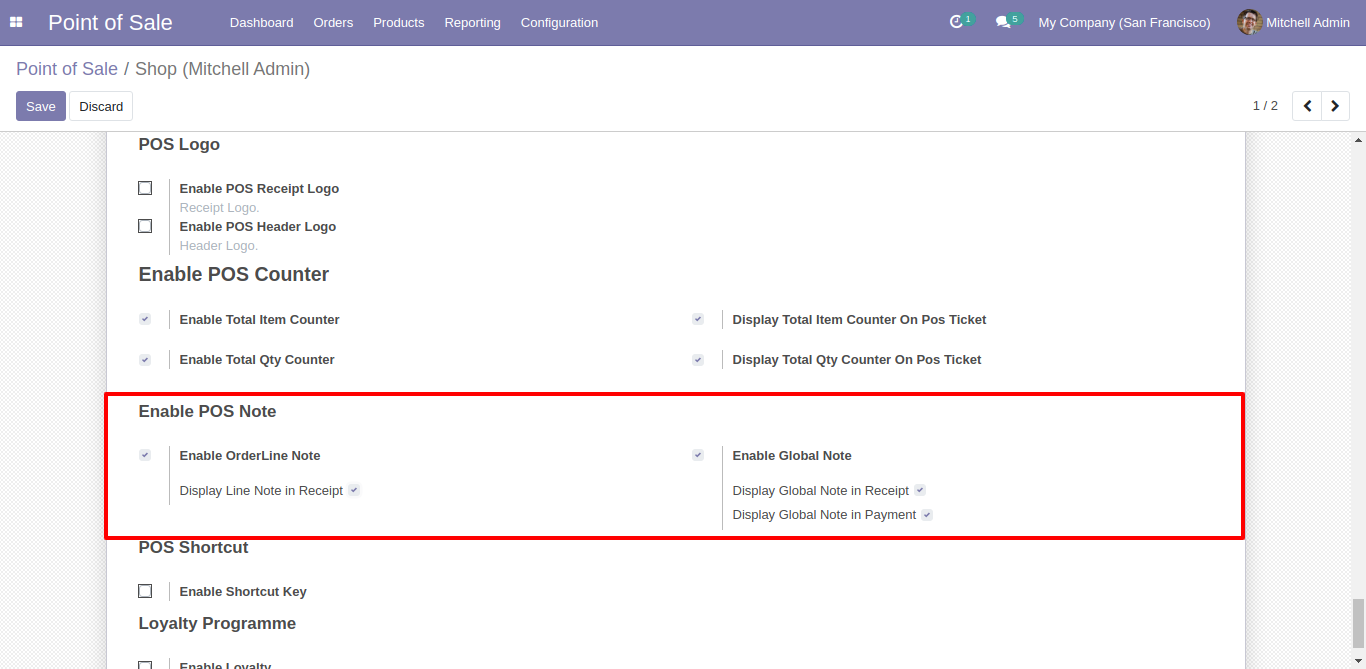 Point of Sale Dashboard Orders Products Reporting Configuration 1 5 My Company (San Francisco) Mitchell Admin
Point of Sale / Shop (Mitchell Admin)
Save Discard 1 / 2
POS Logo
Enable POS Receipt Logo
Receipt Logo.
Enable POS Header Logo
Header Logo.
Enable POS Counter
Enable Total Item Counter Display Total Item Counter On Pos Ticket
Enable Total Qty Counter Display Total Qty Counter On Pos Ticket
Enable POS Note
Enable OrderLine Note Enable Global Note
Display Line Note in Receipt Display Global Note in Receipt
Display Global Note in Payment
POS Shortcut
Enable Shortcut Key
Loyalty Programme
Enable Loyalty